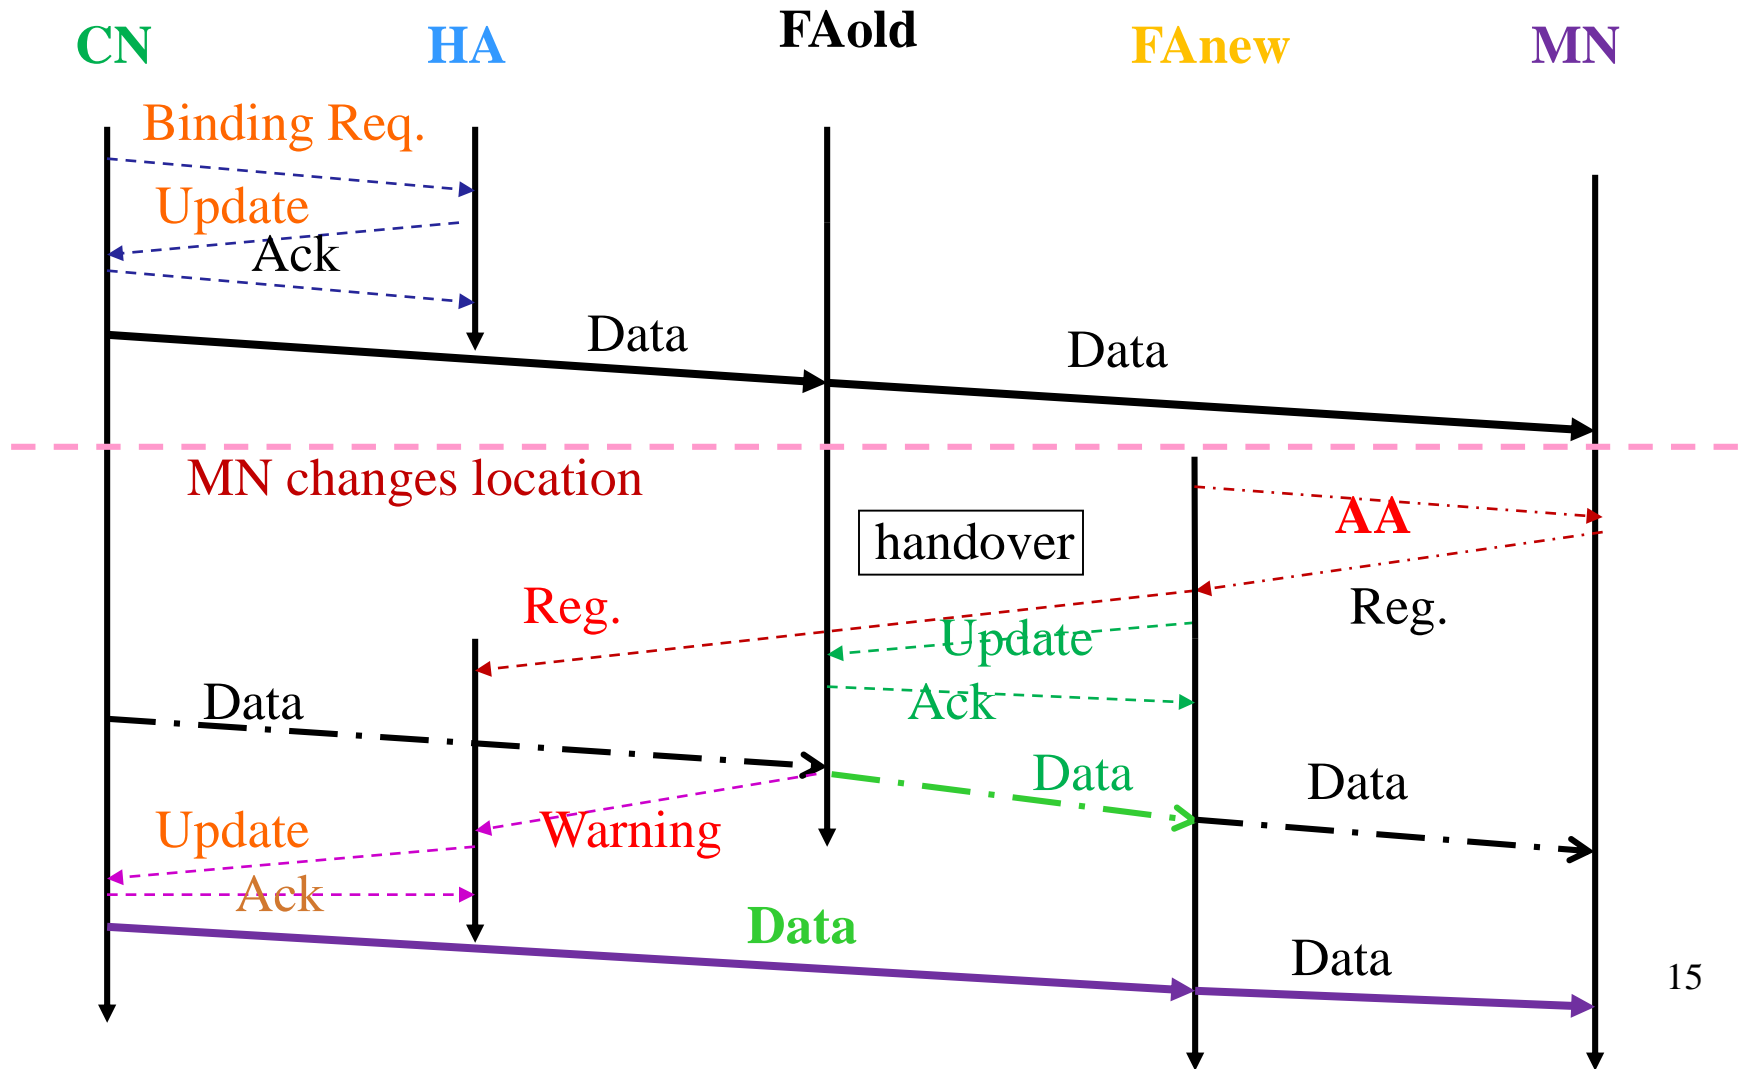 CN HA FAold FAnew MN
Binding Req.
Update
Ack
Data
Data
MN changes location
AA
handover
Reg.
Reg.
Update
Data
Ack
Data
Data
Update
Warning
Ack
Data
Data
15